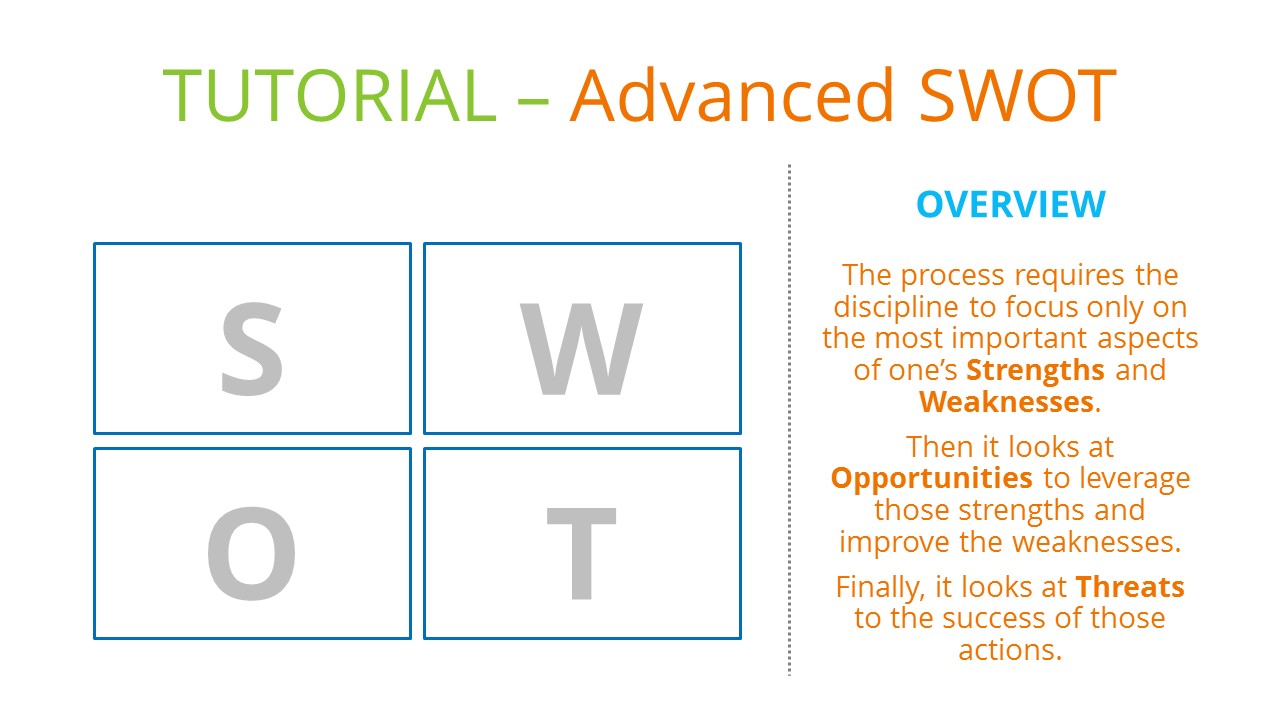 TUTORIAL – Advanced SWOT
S
W
O
T
OVERVIEW
The process requires the
discipline to focus only on
the most important aspects
of one’s Strengths and
Weaknesses.
Then it looks at
Opportunities to leverage
those strengths and
improve the weaknesses.
Finally, it looks at Threats
to the success of those
actions.